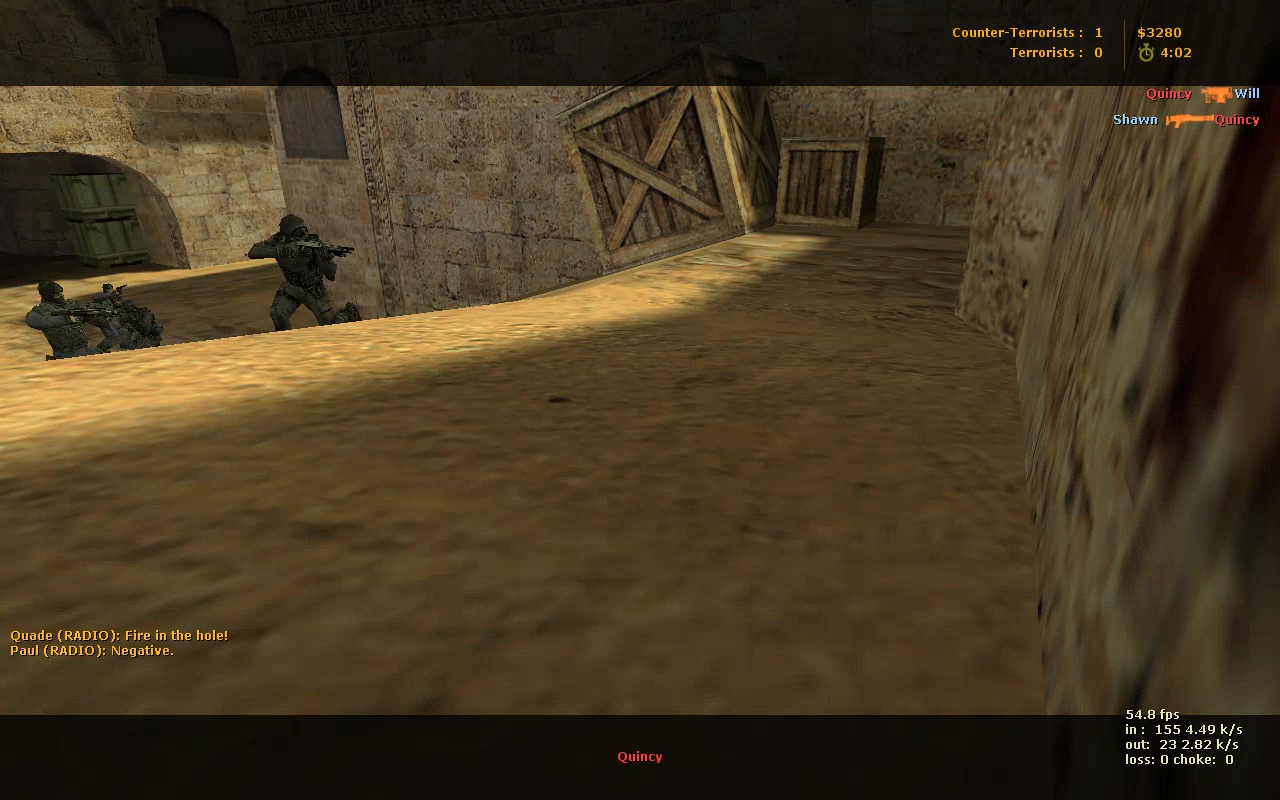 Counter-Terrorists : 1 $3280
Terrorists : 0 4:02
Quincy Will
Shawn Quincy
Quade (RADIO): Fire in the hole!
Paul (RADIO): Negative.
54.8 fps
in : 155 4.49 k/s
out: 23 2.82 k/s
loss: 0 choke: 0
Quincy